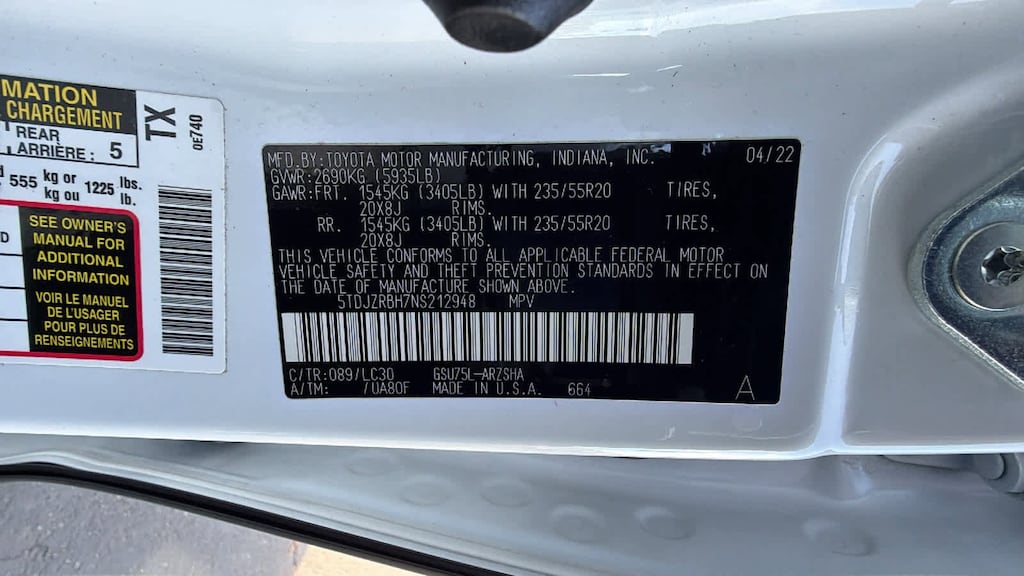 MATION
CHARGEMENT
REAR
ARRIÈRE: 5
TX
0E740
555 kg or 1225 lbs.
kg ou lb.
SEE OWNER'S
MANUAL FOR
ADDITIONAL
INFORMATION
VOIR LE MANUEL
DE L'USAGER
POUR PLUS DE
RENSEIGNEMENTS
MFD.BY:TOYOTA MOTOR MANUFACTURING, INDIANA, INC. 04/22
GVWR:2690KG (5935LB)
GAWR:FRT. 1545KG (3405LB) WITH 235/55R20 TIRES,
20X8J RIMS.
RR. 1545KG (3405LB) WITH 235/55R20 TIRES,
20X8J RIMS.
THIS VEHICLE CONFORMS TO ALL APPLICABLE FEDERAL MOTOR
VEHICLE SAFETY AND THEFT PREVENTION STANDARDS IN EFFECT ON
THE DATE OF MANUFACTURE SHOWN ABOVE.
5TDJZRBH7NS212948 MPV
C/TR:089/LC30 GSU75L-ARZSHA
A/TM: /UA80F MADE IN U.S.A. 664 A